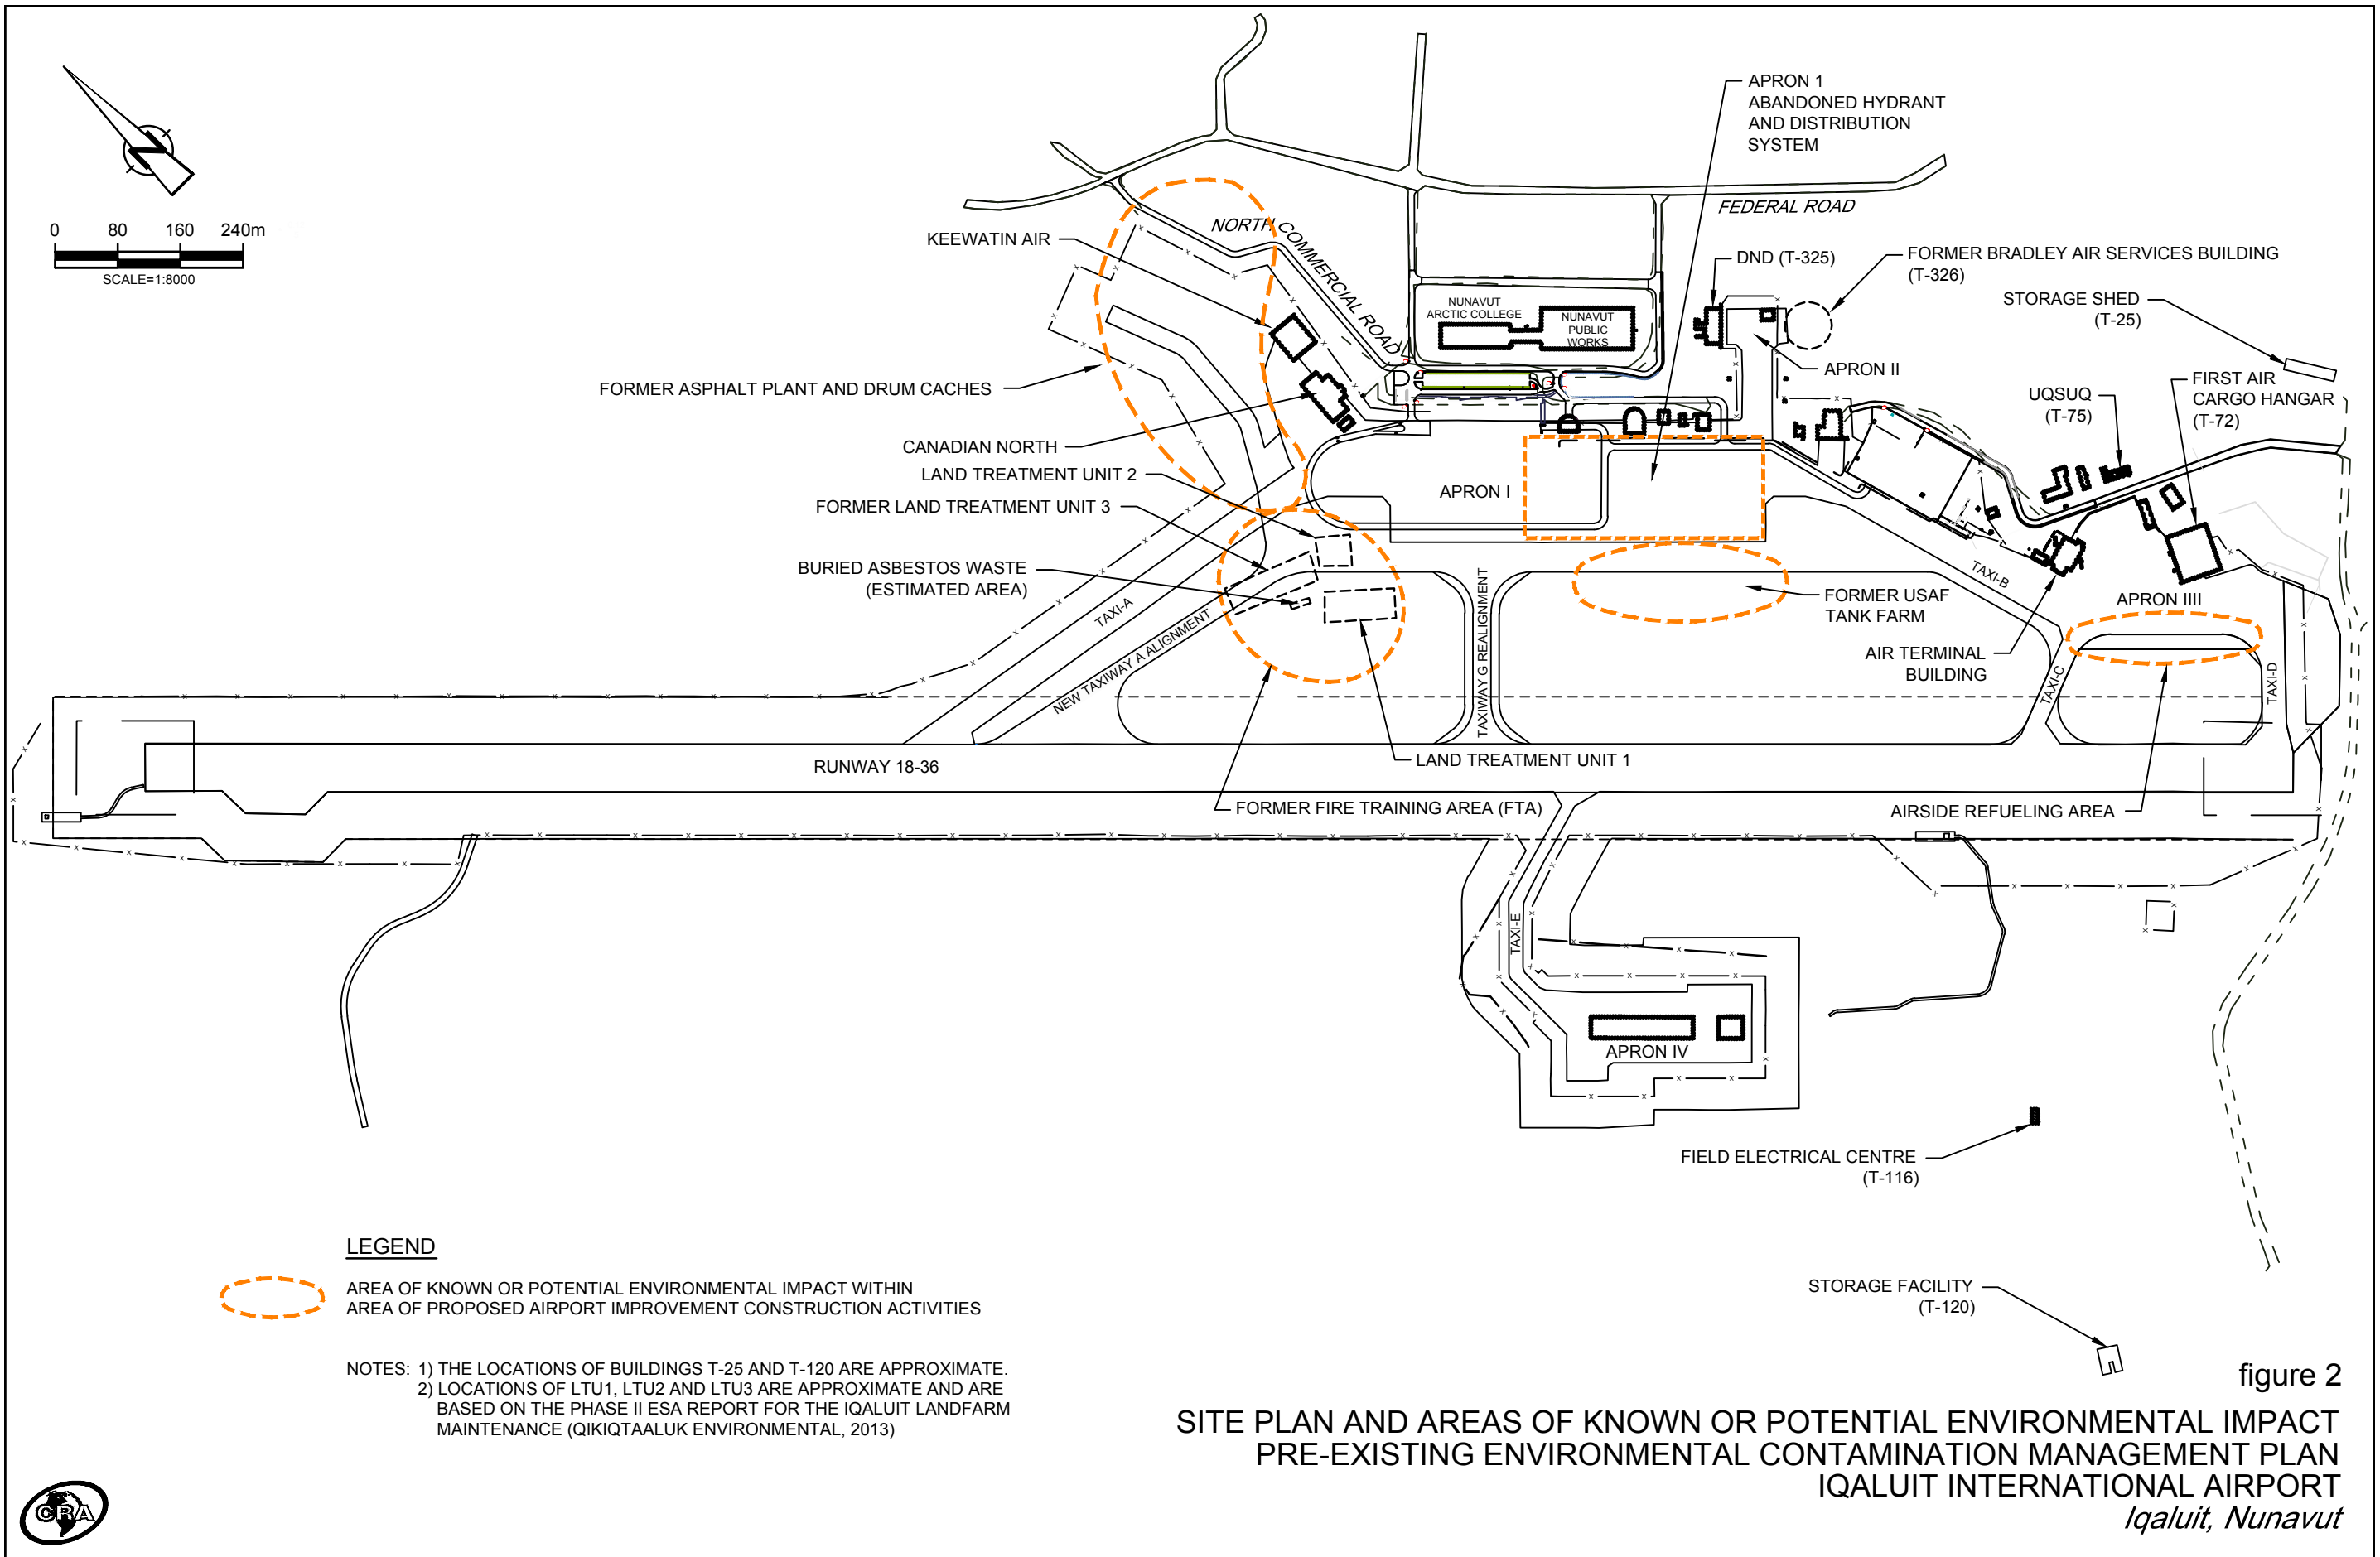 APRON 1
ABANDONED HYDRANT
AND DISTRIBUTION
SYSTEM
N
0 80 160 240m
SCALE=1:8000
FEDERAL ROAD
NORTH COMMERCIAL ROAD
KEEWATIN AIR
DND (T-325)
FORMER BRADLEY AIR SERVICES BUILDING
(T-326)
STORAGE SHED
(T-25)
NUNAVUT
ARCTIC COLLEGE
NUNAVUT
PUBLIC
WORKS
APRON II
FORMER ASPHALT PLANT AND DRUM CACHES
UQSUQ
(T-75)
FIRST AIR
CARGO HANGAR
(T-72)
CANADIAN NORTH
LAND TREATMENT UNIT 2
APRON I
FORMER LAND TREATMENT UNIT 3
BURIED ASBESTOS WASTE
(ESTIMATED AREA)
TAXI-A
NEW TAXIWAY A ALIGNMENT
TAXIWAY G REALIGNMENT
FORMER USAF
TANK FARM
TAXI-B
APRON IIII
AIR TERMINAL
BUILDING
TAXI-C
TAXI-D
RUNWAY 18-36
LAND TREATMENT UNIT 1
FORMER FIRE TRAINING AREA (FTA)
AIRSIDE REFUELING AREA
TAXI-E
APRON IV
FIELD ELECTRICAL CENTRE
(T-116)
STORAGE FACILITY
(T-120)
LEGEND
AREA OF KNOWN OR POTENTIAL ENVIRONMENTAL IMPACT WITHIN
AREA OF PROPOSED AIRPORT IMPROVEMENT CONSTRUCTION ACTIVITIES
NOTES: 1) THE LOCATIONS OF BUILDINGS T-25 AND T-120 ARE APPROXIMATE.
2) LOCATIONS OF LTU1, LTU2 AND LTU3 ARE APPROXIMATE AND ARE
BASED ON THE PHASE II ESA REPORT FOR THE IQALUIT LANDFARM
MAINTENANCE (QIKIQTAALUK ENVIRONMENTAL, 2013)
figure 2
SITE PLAN AND AREAS OF KNOWN OR POTENTIAL ENVIRONMENTAL IMPACT
PRE-EXISTING ENVIRONMENTAL CONTAMINATION MANAGEMENT PLAN
IQALUIT INTERNATIONAL AIRPORT
Iqaluit, Nunavut
CRA